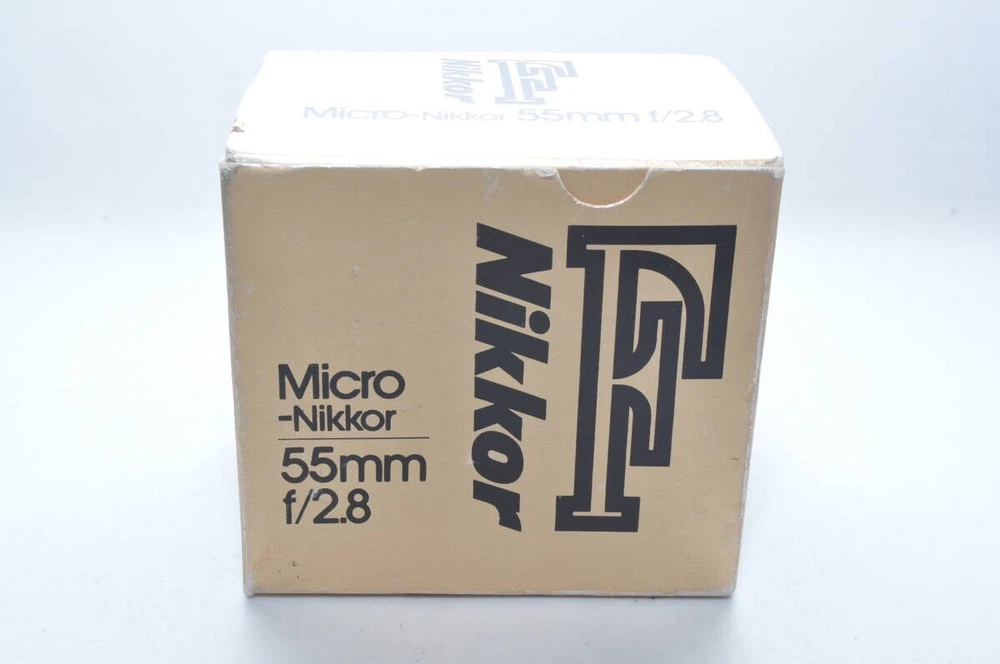 Nikkor
Micro-Nikkor 55mm f/2.8
Nikkor
Micro
-Nikkor
55mm
f/2.8